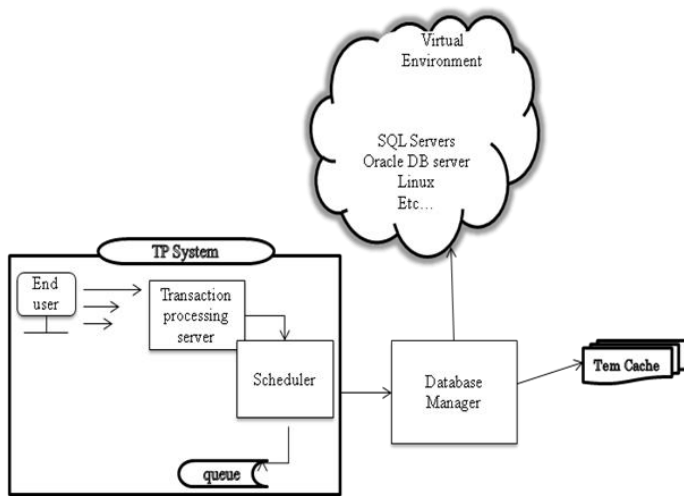 Virtual
Environment
SQL Servers
Oracle DB server
Linux
Etc...
TP System
End
user
Transaction
processing
server
Scheduler
Database
Manager
Tem Cache
queue